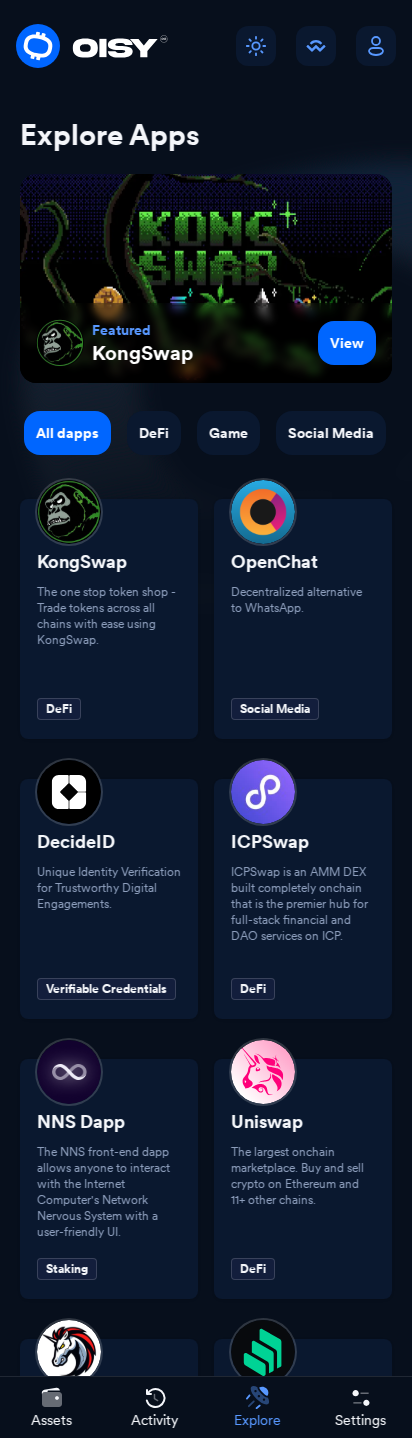 OISY
Explore Apps
KONG
SWAP
Featured
KongSwap
View
All dapps
DeFi
Game
Social Media
KongSwap
The one stop token shop -
Trade tokens across all
chains with ease using
KongSwap.
DeFi
OpenChat
Decentralized alternative
to WhatsApp.
Social Media
DecideID
Unique Identity Verification
for Trustworthy Digital
Engagements.
Verifiable Credentials
ICPSwap
ICPSwap is an AMM DEX
built completely onchain
that is the premier hub for
full-stack financial and
DAO services on ICP.
DeFi
NNS Dapp
The NNS front-end dapp
allows anyone to interact
with the Internet
Computer's Network
Nervous System with a
user-friendly UI.
Staking
Uniswap
The largest onchain
marketplace. Buy and sell
crypto on Ethereum and
11+ other chains.
DeFi
Assets
Activity
Explore
Settings